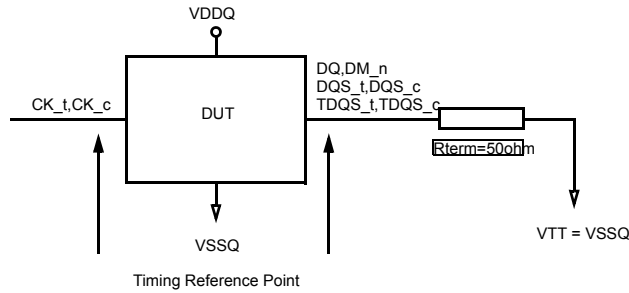 VDDQ
DQ,DM_n
DQS_t,DQS_c
CK_t,CK_c
DUT
TDQS_t,TDQS_c
Rterm=50ohm
VSSQ
VTT = VSSQ
Timing Reference Point